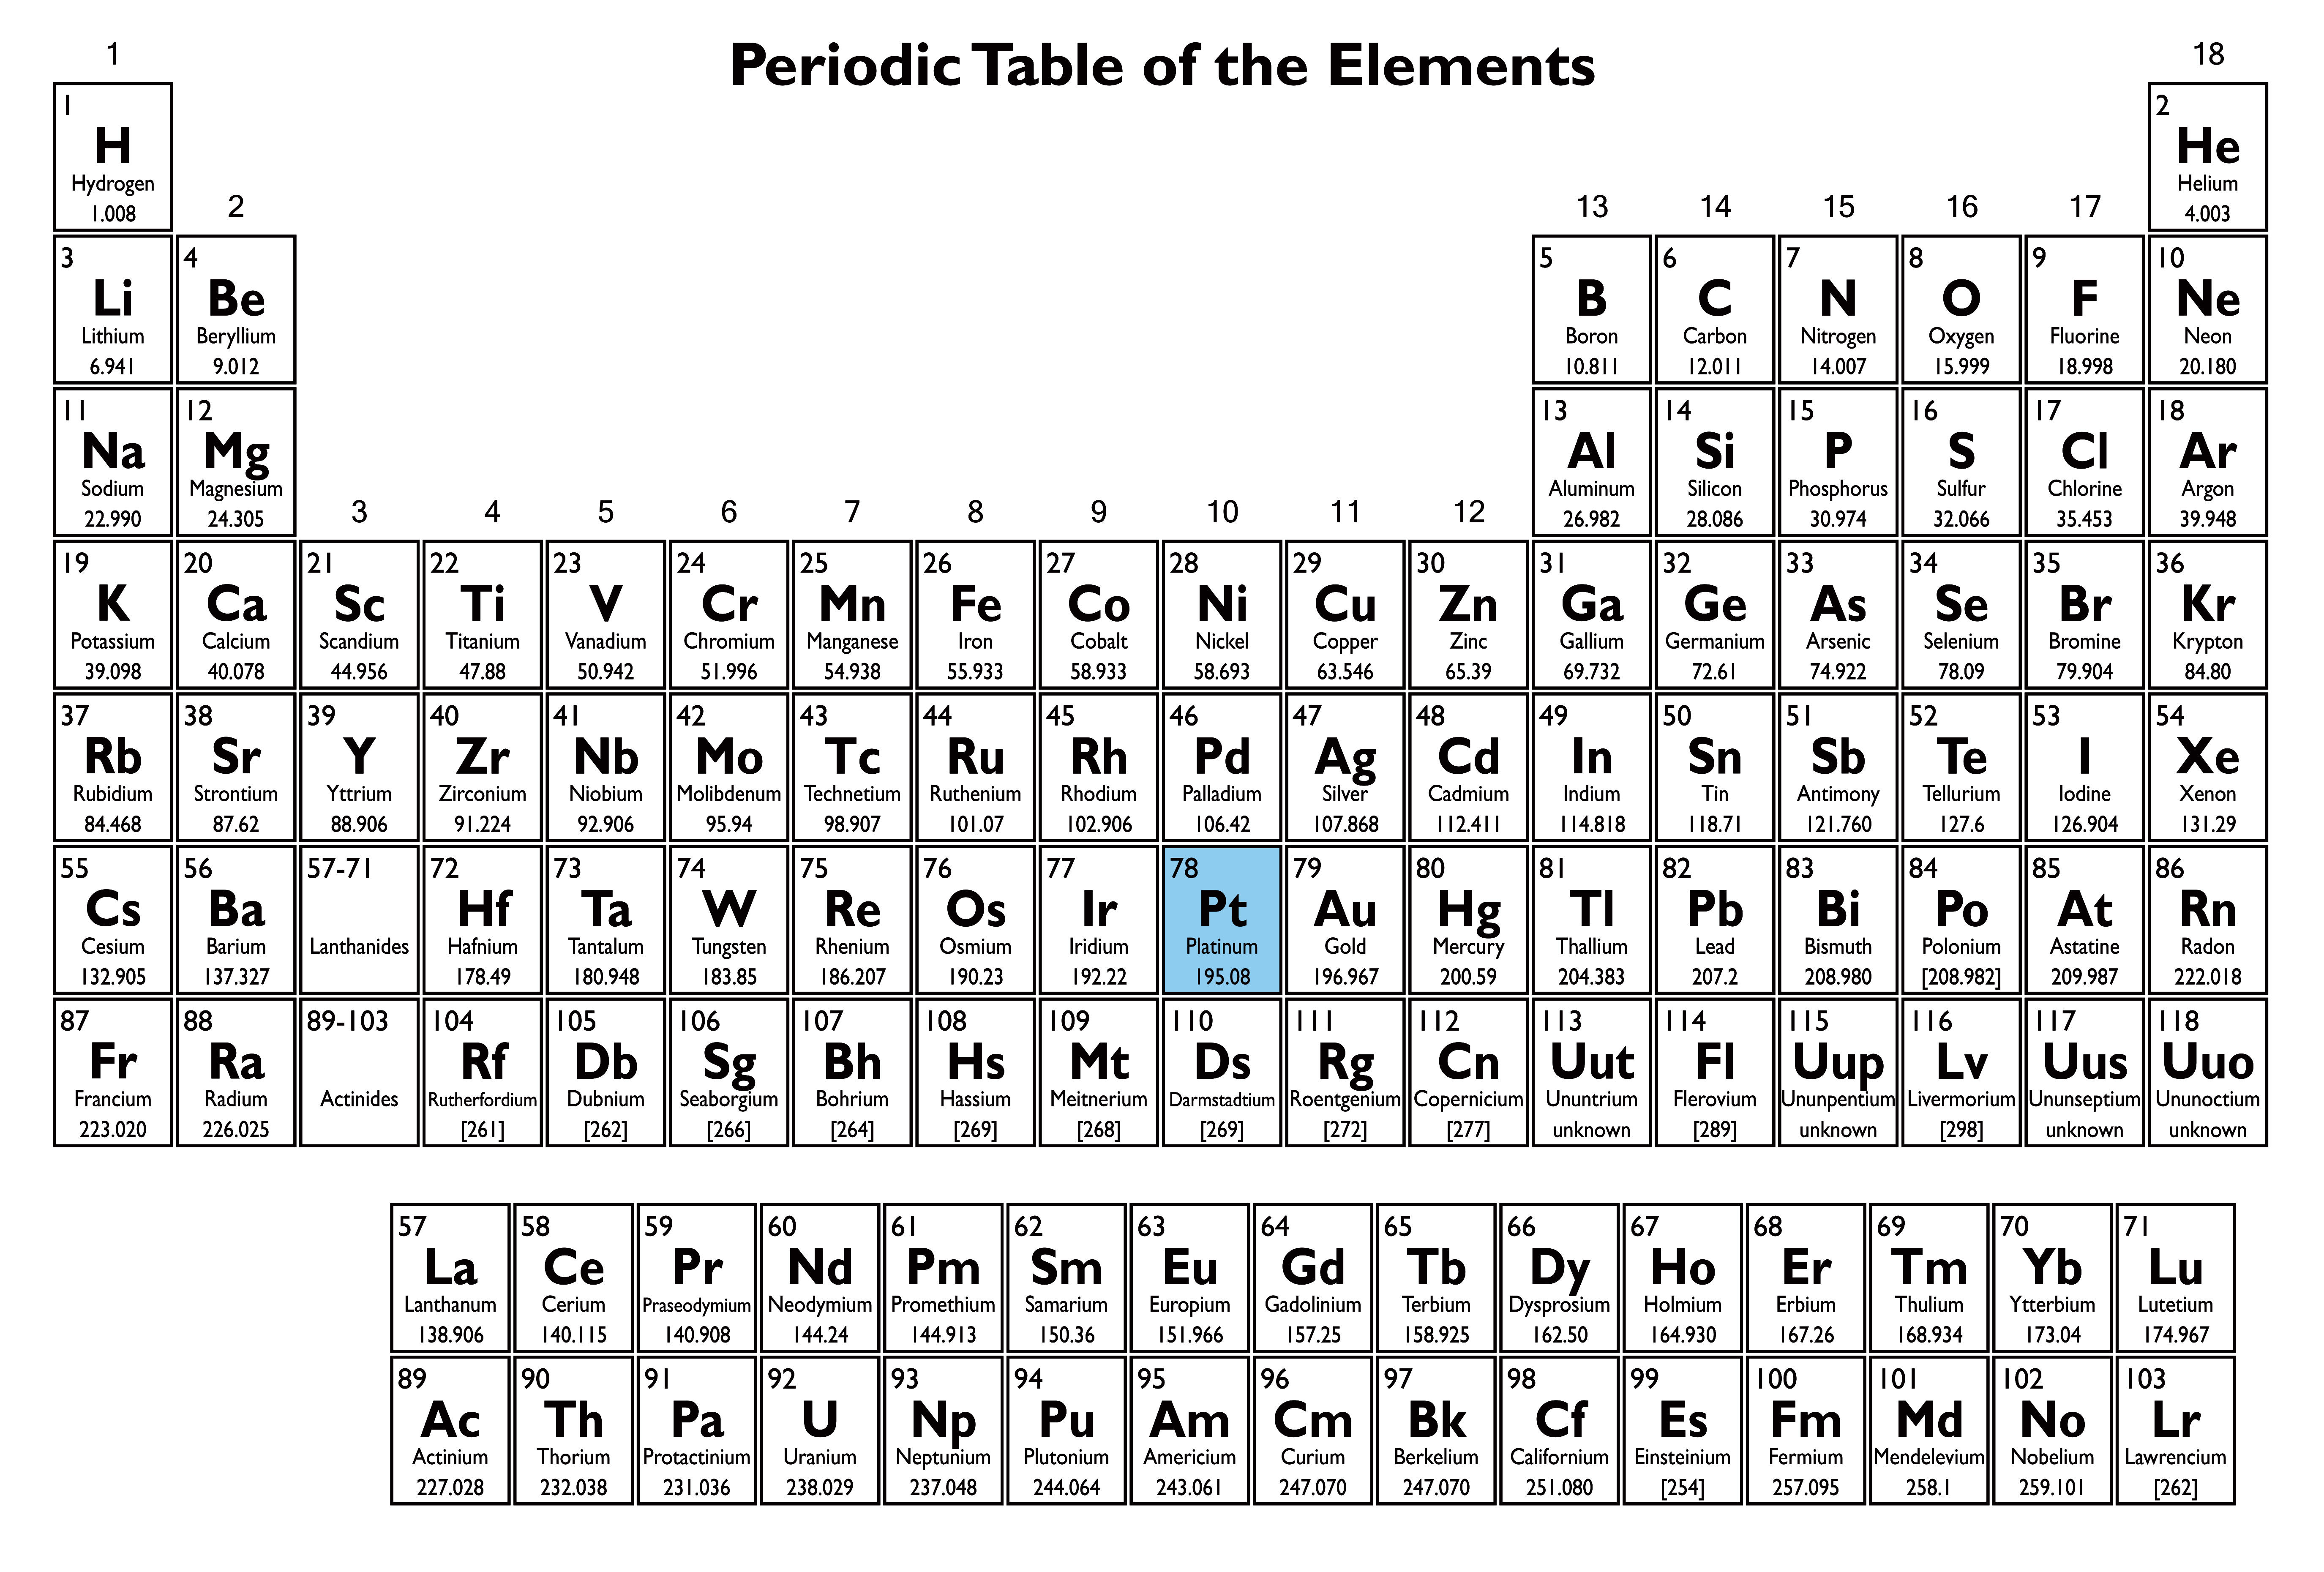 Periodic Table of the Elements
1
18
1
H
Hydrogen
1.008
2
He
Helium
4.003
2
13
14
15
16
17
3
Li
Lithium
6.941
4
Be
Beryllium
9.012
5
B
Boron
10.811
6
C
Carbon
12.011
7
N
Nitrogen
14.007
8
O
Oxygen
15.999
9
F
Fluorine
18.998
10
Ne
Neon
20.180
11
Na
Sodium
22.990
12
Mg
Magnesium
24.305
13
Al
Aluminum
26.982
14
Si
Silicon
28.086
15
P
Phosphorus
30.974
16
S
Sulfur
32.066
17
Cl
Chlorine
35.453
18
Ar
Argon
39.948
3
4
5
6
7
8
9
10
11
12
19
K
Potassium
39.098
20
Ca
Calcium
40.078
21
Sc
Scandium
44.956
22
Ti
Titanium
47.88
23
V
Vanadium
50.942
24
Cr
Chromium
51.996
25
Mn
Manganese
54.938
26
Fe
Iron
55.933
27
Co
Cobalt
58.933
28
Ni
Nickel
58.693
29
Cu
Copper
63.546
30
Zn
Zinc
65.39
31
Ga
Gallium
69.732
32
Ge
Germanium
72.61
33
As
Arsenic
74.922
34
Se
Selenium
78.09
35
Br
Bromine
79.904
36
Kr
Krypton
84.80
37
Rb
Rubidium
84.468
38
Sr
Strontium
87.62
39
Y
Yttrium
88.906
40
Zr
Zirconium
91.224
41
Nb
Niobium
92.906
42
Mo
Molibdenum
95.94
43
Tc
Technetium
98.907
44
Ru
Ruthenium
101.07
45
Rh
Rhodium
102.906
46
Pd
Palladium
106.42
47
Ag
Silver
107.868
48
Cd
Cadmium
112.411
49
In
Indium
114.818
50
Sn
Tin
118.71
51
Sb
Antimony
121.760
52
Te
Tellurium
127.6
53
I
Iodine
126.904
54
Xe
Xenon
131.29
55
Cs
Cesium
132.905
56
Ba
Barium
137.327
57-71
Lanthanides
72
Hf
Hafnium
178.49
73
Ta
Tantalum
180.948
74
W
Tungsten
183.85
75
Re
Rhenium
186.207
76
Os
Osmium
190.23
77
Ir
Iridium
192.22
78
Pt
Platinum
195.08
79
Au
Gold
196.967
80
Hg
Mercury
200.59
81
Tl
Thallium
204.383
82
Pb
Lead
207.2
83
Bi
Bismuth
208.980
84
Po
Polonium
[208.982]
85
At
Astatine
209.987
86
Rn
Radon
222.018
87
Fr
Francium
223.020
88
Ra
Radium
226.025
89-103
Actinides
104
Rf
Rutherfordium
[261]
105
Db
Dubnium
[262]
106
Sg
Seaborgium
[266]
107
Bh
Bohrium
[264]
108
Hs
Hassium
[269]
109
Mt
Meitnerium
[268]
110
Ds
Darmstadtium
[269]
111
Rg
Roentgenium
[272]
112
Cn
Copernicium
[277]
113
Uut
Ununtrium
unknown
114
Fl
Flerovium
[289]
115
Uup
Ununpentium
unknown
116
Lv
Livermorium
[298]
117
Uus
Ununseptium
unknown
118
Uuo
Ununoctium
unknown
57
La
Lanthanum
138.906
58
Ce
Cerium
140.115
59
Pr
Praseodymium
140.908
60
Nd
Neodymium
144.24
61
Pm
Promethium
144.913
62
Sm
Samarium
150.36
63
Eu
Europium
151.966
64
Gd
Gadolinium
157.25
65
Tb
Terbium
158.925
66
Dy
Dysprosium
162.50
67
Ho
Holmium
164.930
68
Er
Erbium
167.26
69
Tm
Thulium
168.934
70
Yb
Ytterbium
173.04
71
Lu
Lutetium
174.967
89
Ac
Actinium
227.028
90
Th
Thorium
232.038
91
Pa
Protactinium
231.036
92
U
Uranium
238.029
93
Np
Neptunium
237.048
94
Pu
Plutonium
244.064
95
Am
Americium
243.061
96
Cm
Curium
247.070
97
Bk
Berkelium
247.070
98
Cf
Californium
251.080
99
Es
Einsteinium
[254]
100
Fm
Fermium
257.095
101
Md
Mendelevium
258.1
102
No
Nobelium
259.101
103
Lr
Lawrencium
[262]